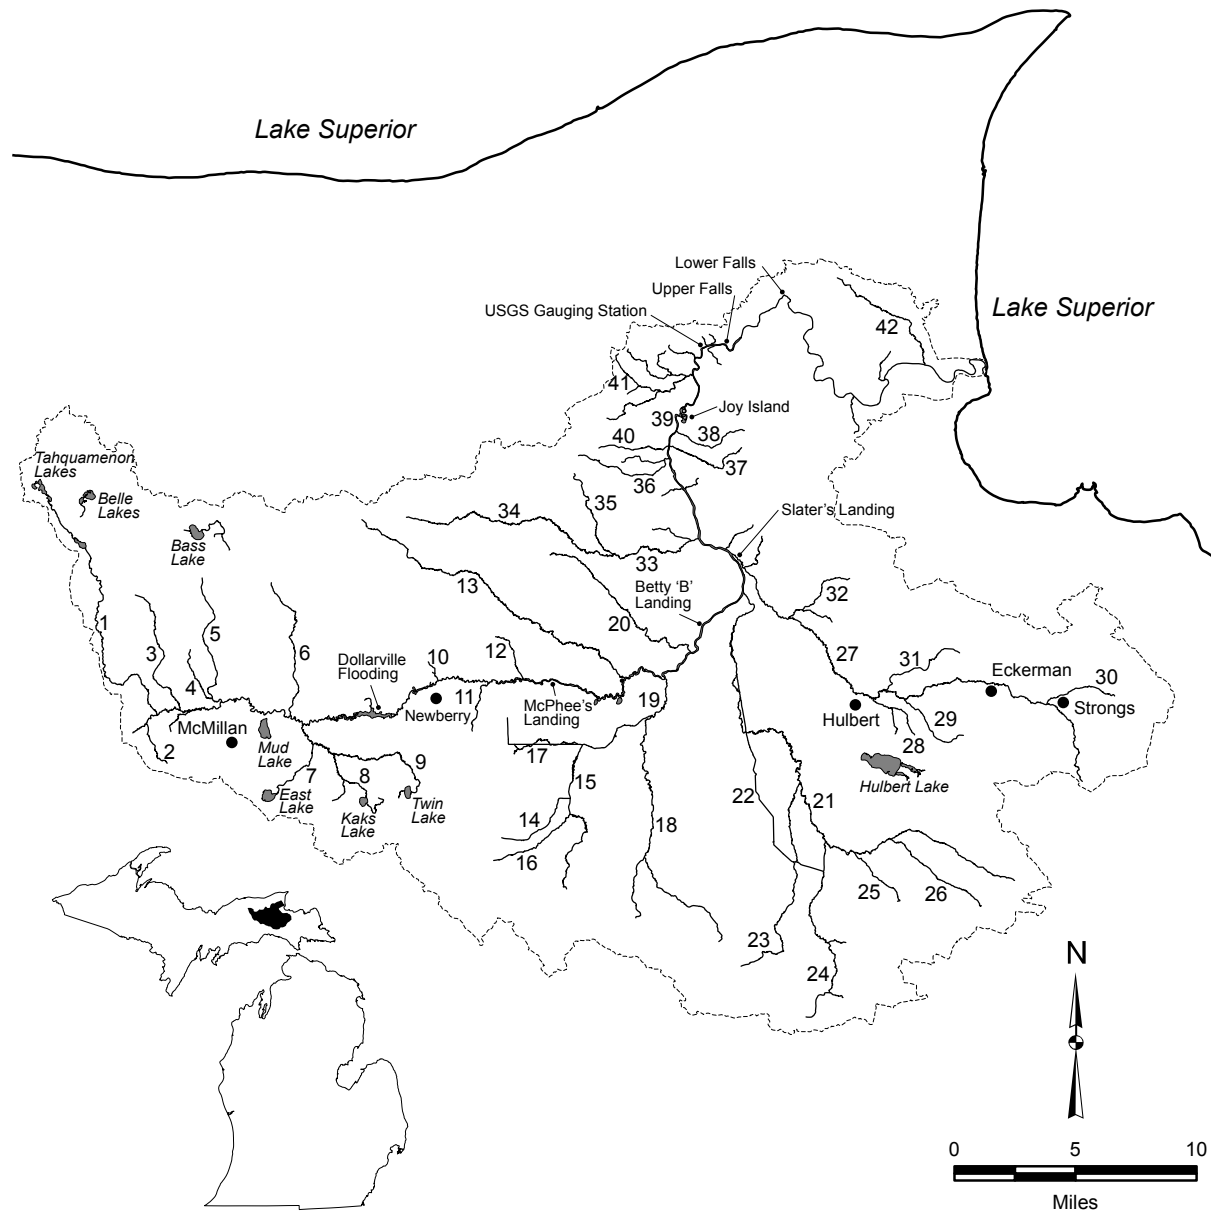 Lake Superior
Lower Falls
Upper Falls
USGS Gauging Station
Lake Superior
42
41
39
Joy Island
40
38
37
36
Tahquamenon
Lakes
Belle
Lakes
35
34
Slater's Landing
Bass
Lake
33
13
Betty 'B'
Landing
32
1
5
20
3
6
10
12
27
31
Dollarville
Flooding
4
Eckerman
30
11
19
McPhee's
Landing
Newberry
Strongs
McMillan
Hulbert
29
2
Mud
Lake
28
17
7
8
9
15
Hulbert Lake
East
Lake
Kaks
Lake
Twin
Lake
22
21
14
18
16
25
26
23
24
N
0
5
10
Miles